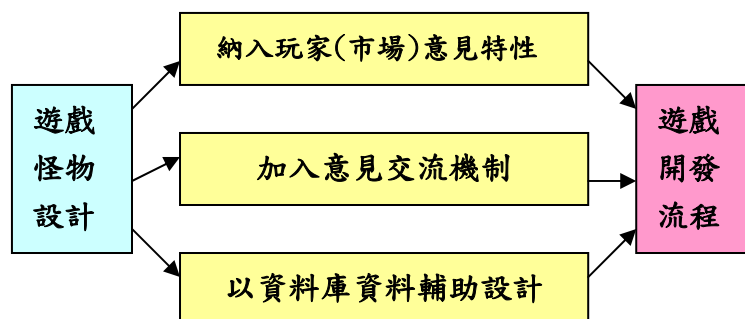 納入玩家(市場)意見特性
遊戲
怪物
設計
加入意見交流機制
以資料庫資料輔助設計
遊戲
開發
流程